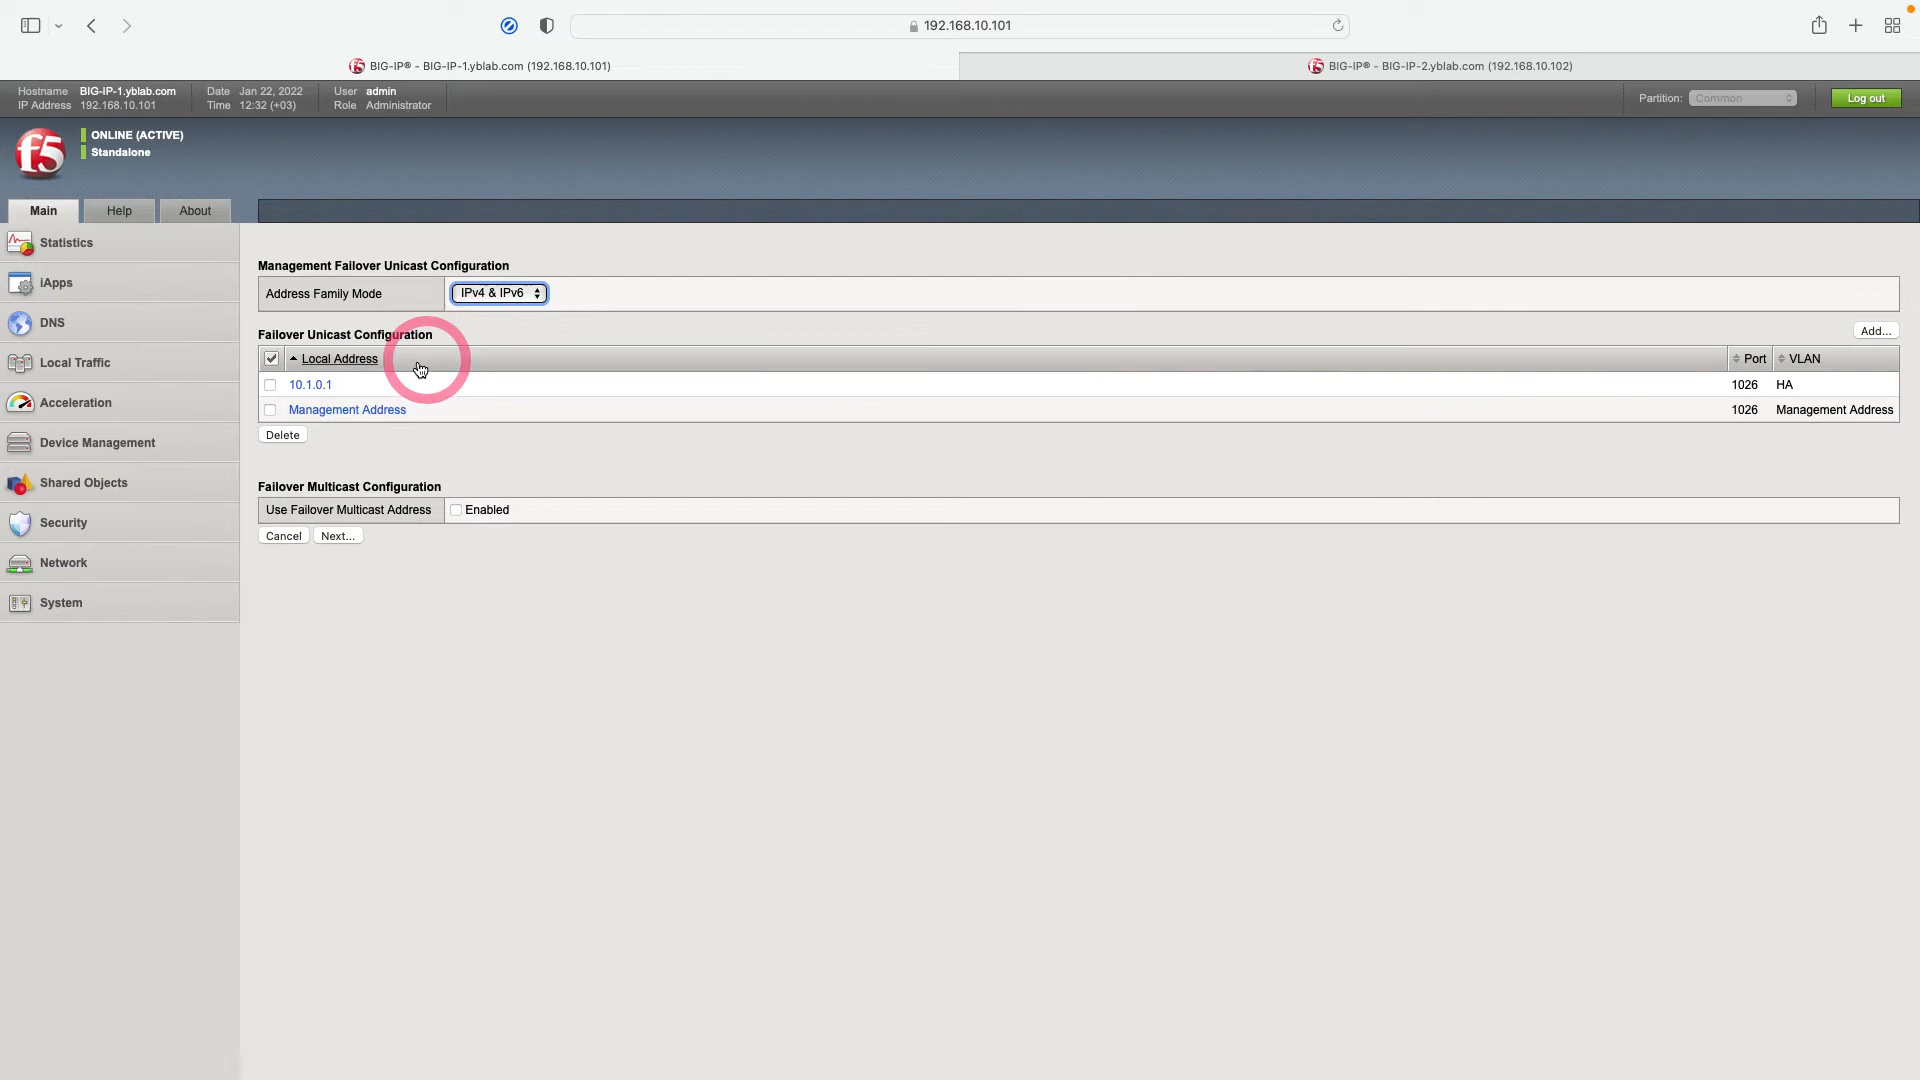 192.168.10.101
BIG-IP® - BIG-IP-1.yblab.com (192.168.10.101)
BIG-IP® - BIG-IP-2.yblab.com (192.168.10.102)
Hostname BIG-IP-1.yblab.com Date Jan 22, 2022 User admin
IP Address 192.168.10.101 Time 12:32 (+03) Role Administrator
Partition: Common Log out
f5
ONLINE (ACTIVE)
Standalone
Main Help About
Statistics
iApps
DNS
Local Traffic
Acceleration
Device Management
Shared Objects
Security
Network
System
Management Failover Unicast Configuration
Address Family Mode IPv4 & IPv6
Failover Unicast Configuration Add...
Local Address Port VLAN
10.1.0.1 1026 HA
Management Address 1026 Management Address
Delete
Failover Multicast Configuration
Use Failover Multicast Address Enabled
Cancel Next...